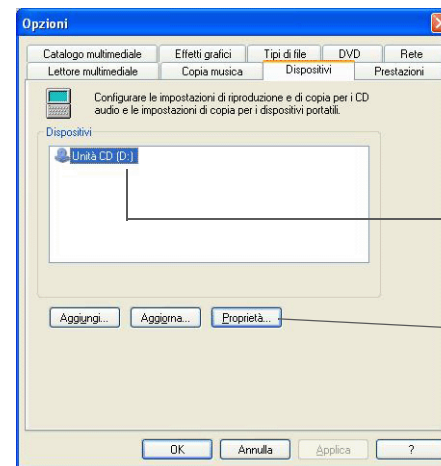 Opzioni
Catalogo multimediale Effetti grafici Tipi di file DVD Rete
Lettore multimediale Copia musica Dispositivi Prestazioni
Configurare le impostazioni di riproduzione e di copia per i CD
audio e le impostazioni di copia per i dispositivi portatili.
Dispositivi
Unità CD (D:)
Aggiungi... Aggiorna... Proprietà...
OK Annulla Applica ?